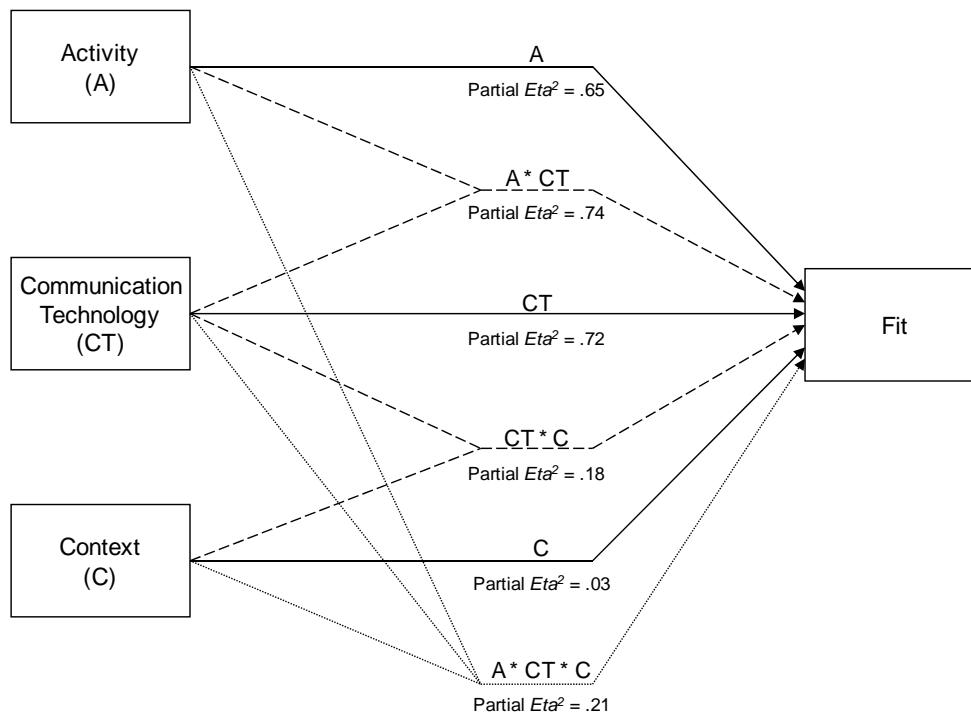 Activity
(A)
A
Partial Eta² = .65
A * CT
Partial Eta² = .74
Communication
Technology
(CT)
CT
Partial Eta² = .72
Fit
CT * C
Partial Eta² = .18
Context
(C)
C
Partial Eta² = .03
A * CT * C
Partial Eta² = .21